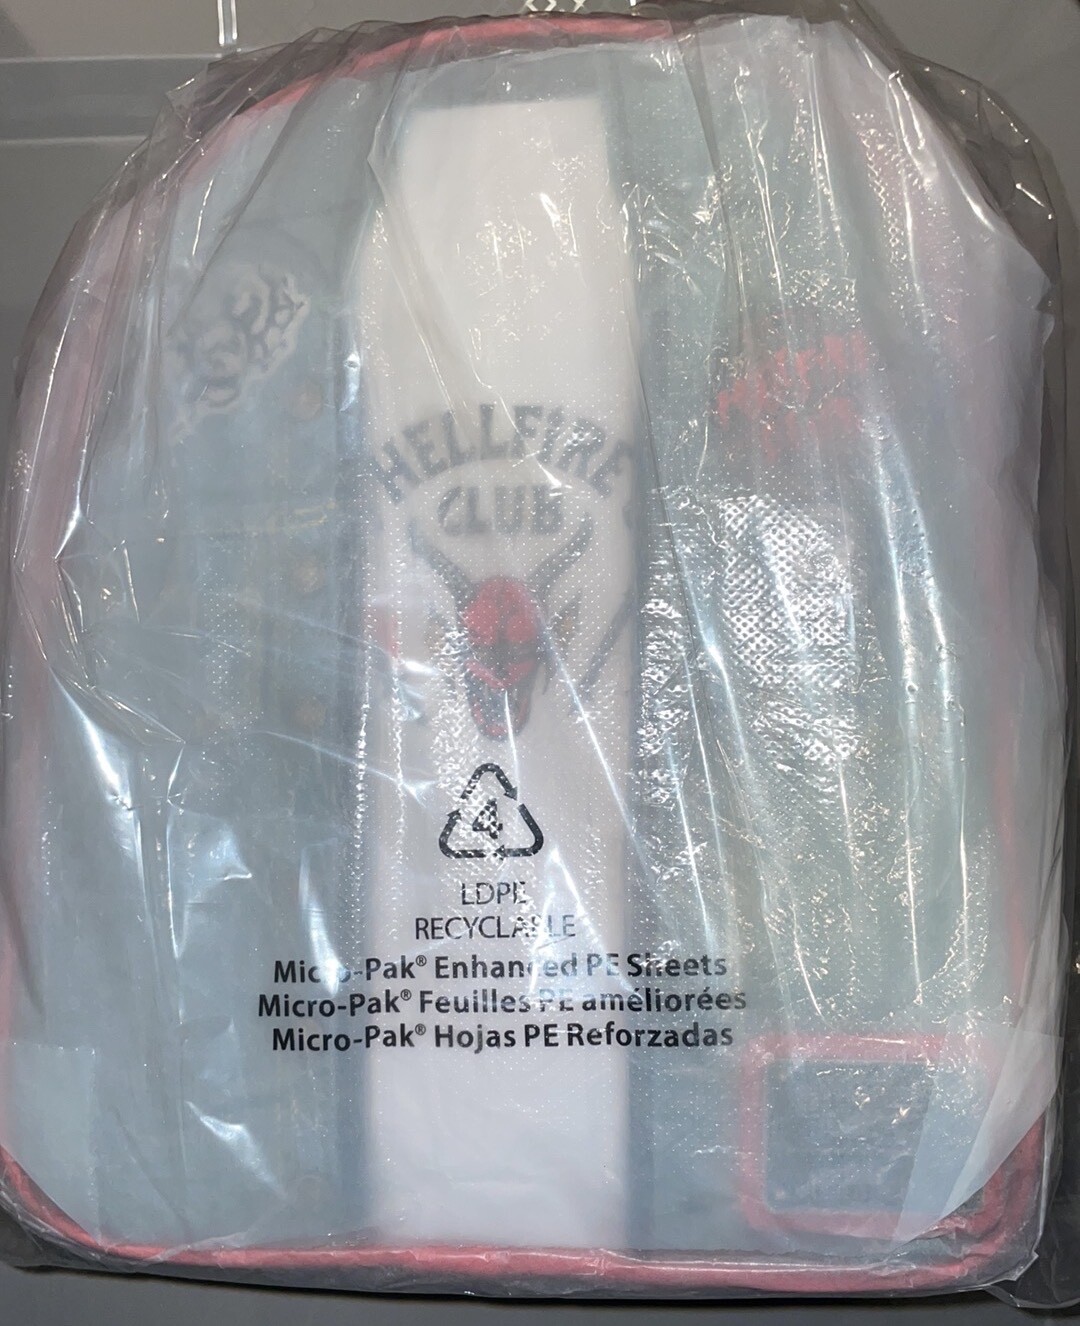 HELLFIRE
CLUB
4
LDPE
RECYCLABLE
Micro-Pak® Enhanced PE Sheets
Micro-Pak® Feuilles PE améliorées
Micro-Pak® Hojas PE Reforzadas